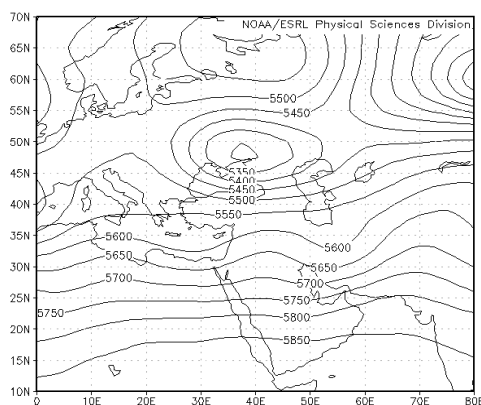 NOAA/ESRL Physical Sciences Division
70N
65N
60N
55N
50N
45N
40N
35N
30N
25N
20N
15N
10N
5500
5450
5350
5400
5450
5500
5550
5600
5600
5650
5650
5700
5700
5750
5750
5800
5850
0
10E
20E
30E
40E
50E
60E
70E
80E